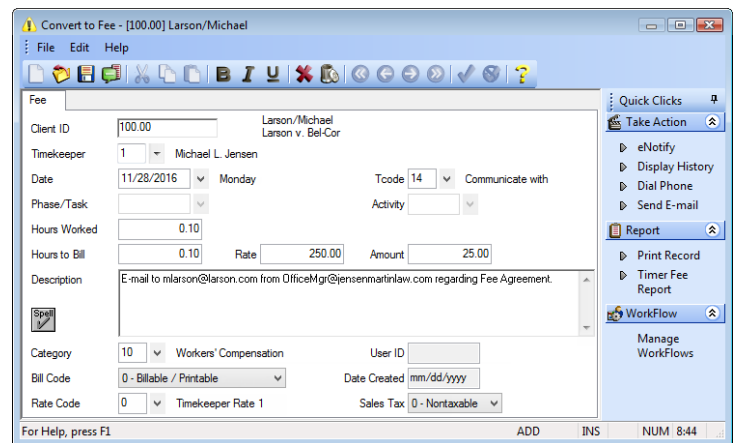 Convert to Fee - [100.00] Larson/Michael
File Edit Help
B I U
Fee
Client ID 100.00 Larson/Michael
Larson v. Bel-Cor
Timekeeper 1 Michael L. Jensen
Date 11/28/2016 Monday Tcode 14 Communicate with
Phase/Task Activity
Hours Worked 0.10
Hours to Bill 0.10 Rate 250.00 Amount 25.00
Description E-mail to mlarson@larson.com from OfficeMgr@jensenmartinlaw.com regarding Fee Agreement.
Spell
Category 10 Workers' Compensation User ID
Bill Code 0 - Billable / Printable Date Created mm/dd/yyyy
Rate Code 0 Timekeeper Rate 1 Sales Tax 0 - Nontaxable
Quick Clicks
Take Action
eNotify
Display History
Dial Phone
Send E-mail
Report
Print Record
Timer Fee
Report
WorkFlow
Manage
WorkFlows
For Help, press F1 ADD INS NUM 8:44